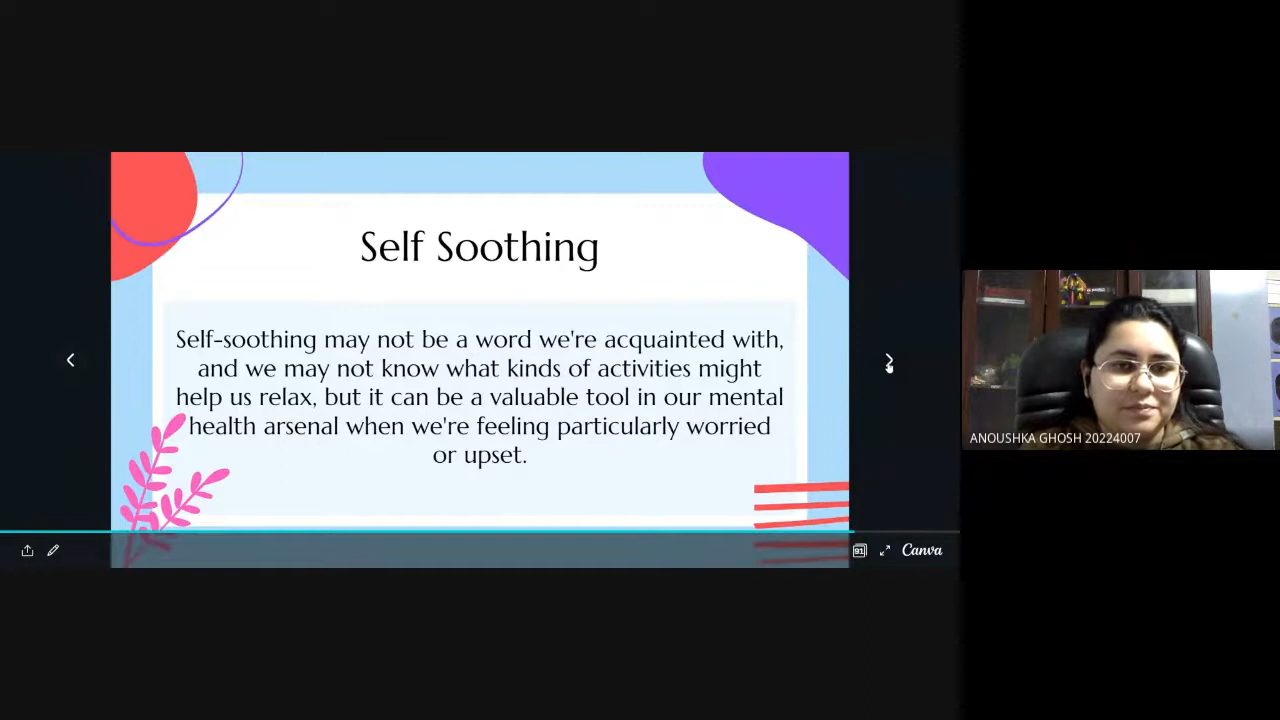 Self Soothing
Self-soothing may not be a word we're acquainted with,
and we may not know what kinds of activities might
help us relax, but it can be a valuable tool in our mental
health arsenal when we're feeling particularly worried
or upset.
ANOUSHKA GHOSH 20224007
91
Canva